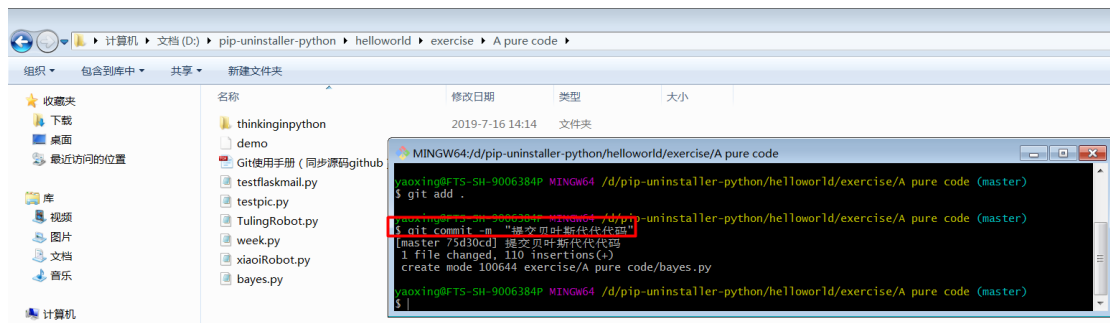 计算机 文档 (D:) pip-uninstaller-python helloworld exercise A pure code
组织 包含到库中 共享 新建文件夹
收藏夹
下载
桌面
最近访问的位置
库
视频
图片
文档
音乐
计算机
名称 修改日期 类型 大小
thinkinginpython 2019-7-16 14:14 文件夹
demo
Git使用手册（同步源码github
testflaskmail.py
testpic.py
TulingRobot.py
week.py
xiaoiRobot.py
bayes.py
MINGW64:/d/pip-uninstaller-python/helloworld/exercise/A pure code
yaoxing@FTS-SH-9006384P MINGW64 /d/pip-uninstaller-python/helloworld/exercise/A pure code (master)
$ git add .
yaoxing@FTS-SH-9006384P MINGW64 /d/pip-uninstaller-python/helloworld/exercise/A pure code (master)
$ git commit -m "提交贝叶斯代代代码"
[master 75d30cd] 提交贝叶斯代代代码
1 file changed, 110 insertions(+)
create mode 100644 exercise/A pure code/bayes.py
yaoxing@FTS-SH-9006384P MINGW64 /d/pip-uninstaller-python/helloworld/exercise/A pure code (master)
$